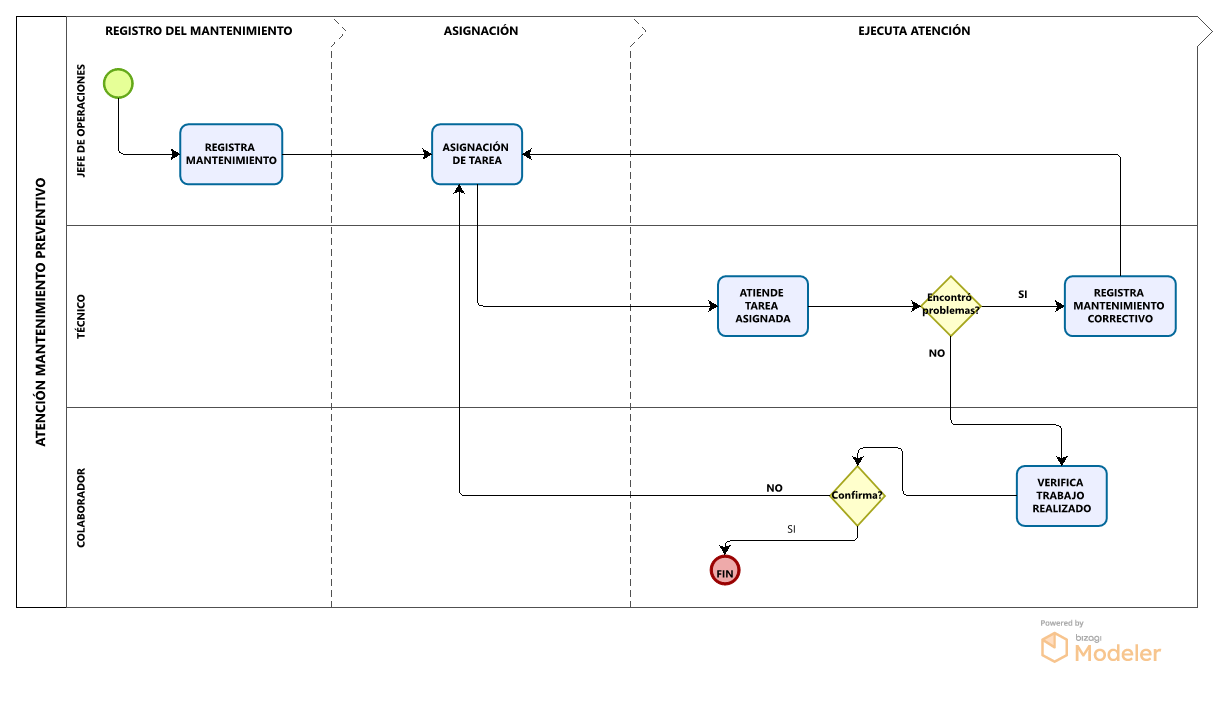 REGISTRO DEL MANTENIMIENTO
ASIGNACIÓN
EJECUTA ATENCIÓN
ATENCIÓN MANTENIMIENTO PREVENTIVO
JEFE DE OPERACIONES
REGISTRA
MANTENIMIENTO
ASIGNACIÓN
DE TAREA
TÉCNICO
ATIENDE
TAREA
ASIGNADA
Encontró
problemas?
SI
NO
REGISTRA
MANTENIMIENTO
CORRECTIVO
COLABORADOR
VERIFICA
TRABAJO
REALIZADO
Confirma?
NO
SI
FIN
Powered by
bizagi
Modeler